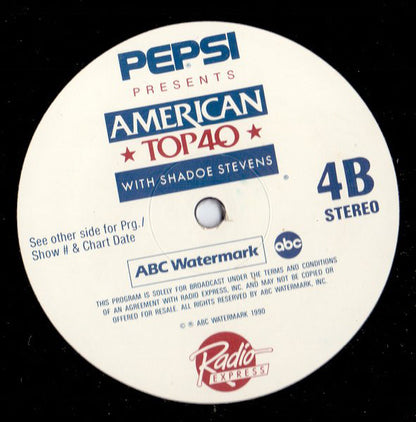 PEPSI
PRESENTS
AMERICAN
★ TOP40 ★
WITH SHADOE STEVENS
4B
STEREO
See other side for Prg./
Show # & Chart Date
ABC Watermark
abc
THIS PROGRAM IS SOLELY FOR BROADCAST UNDER THE TERMS AND CONDITIONS
OF AN AGREEMENT WITH RADIO EXPRESS, INC. AND MAY NOT BE COPIED OR
OFFERED FOR RESALE. ALL RIGHTS RESERVED BY ABC WATERMARK, INC.
© ® ABC WATERMARK 1990
Radio
EXPRESS